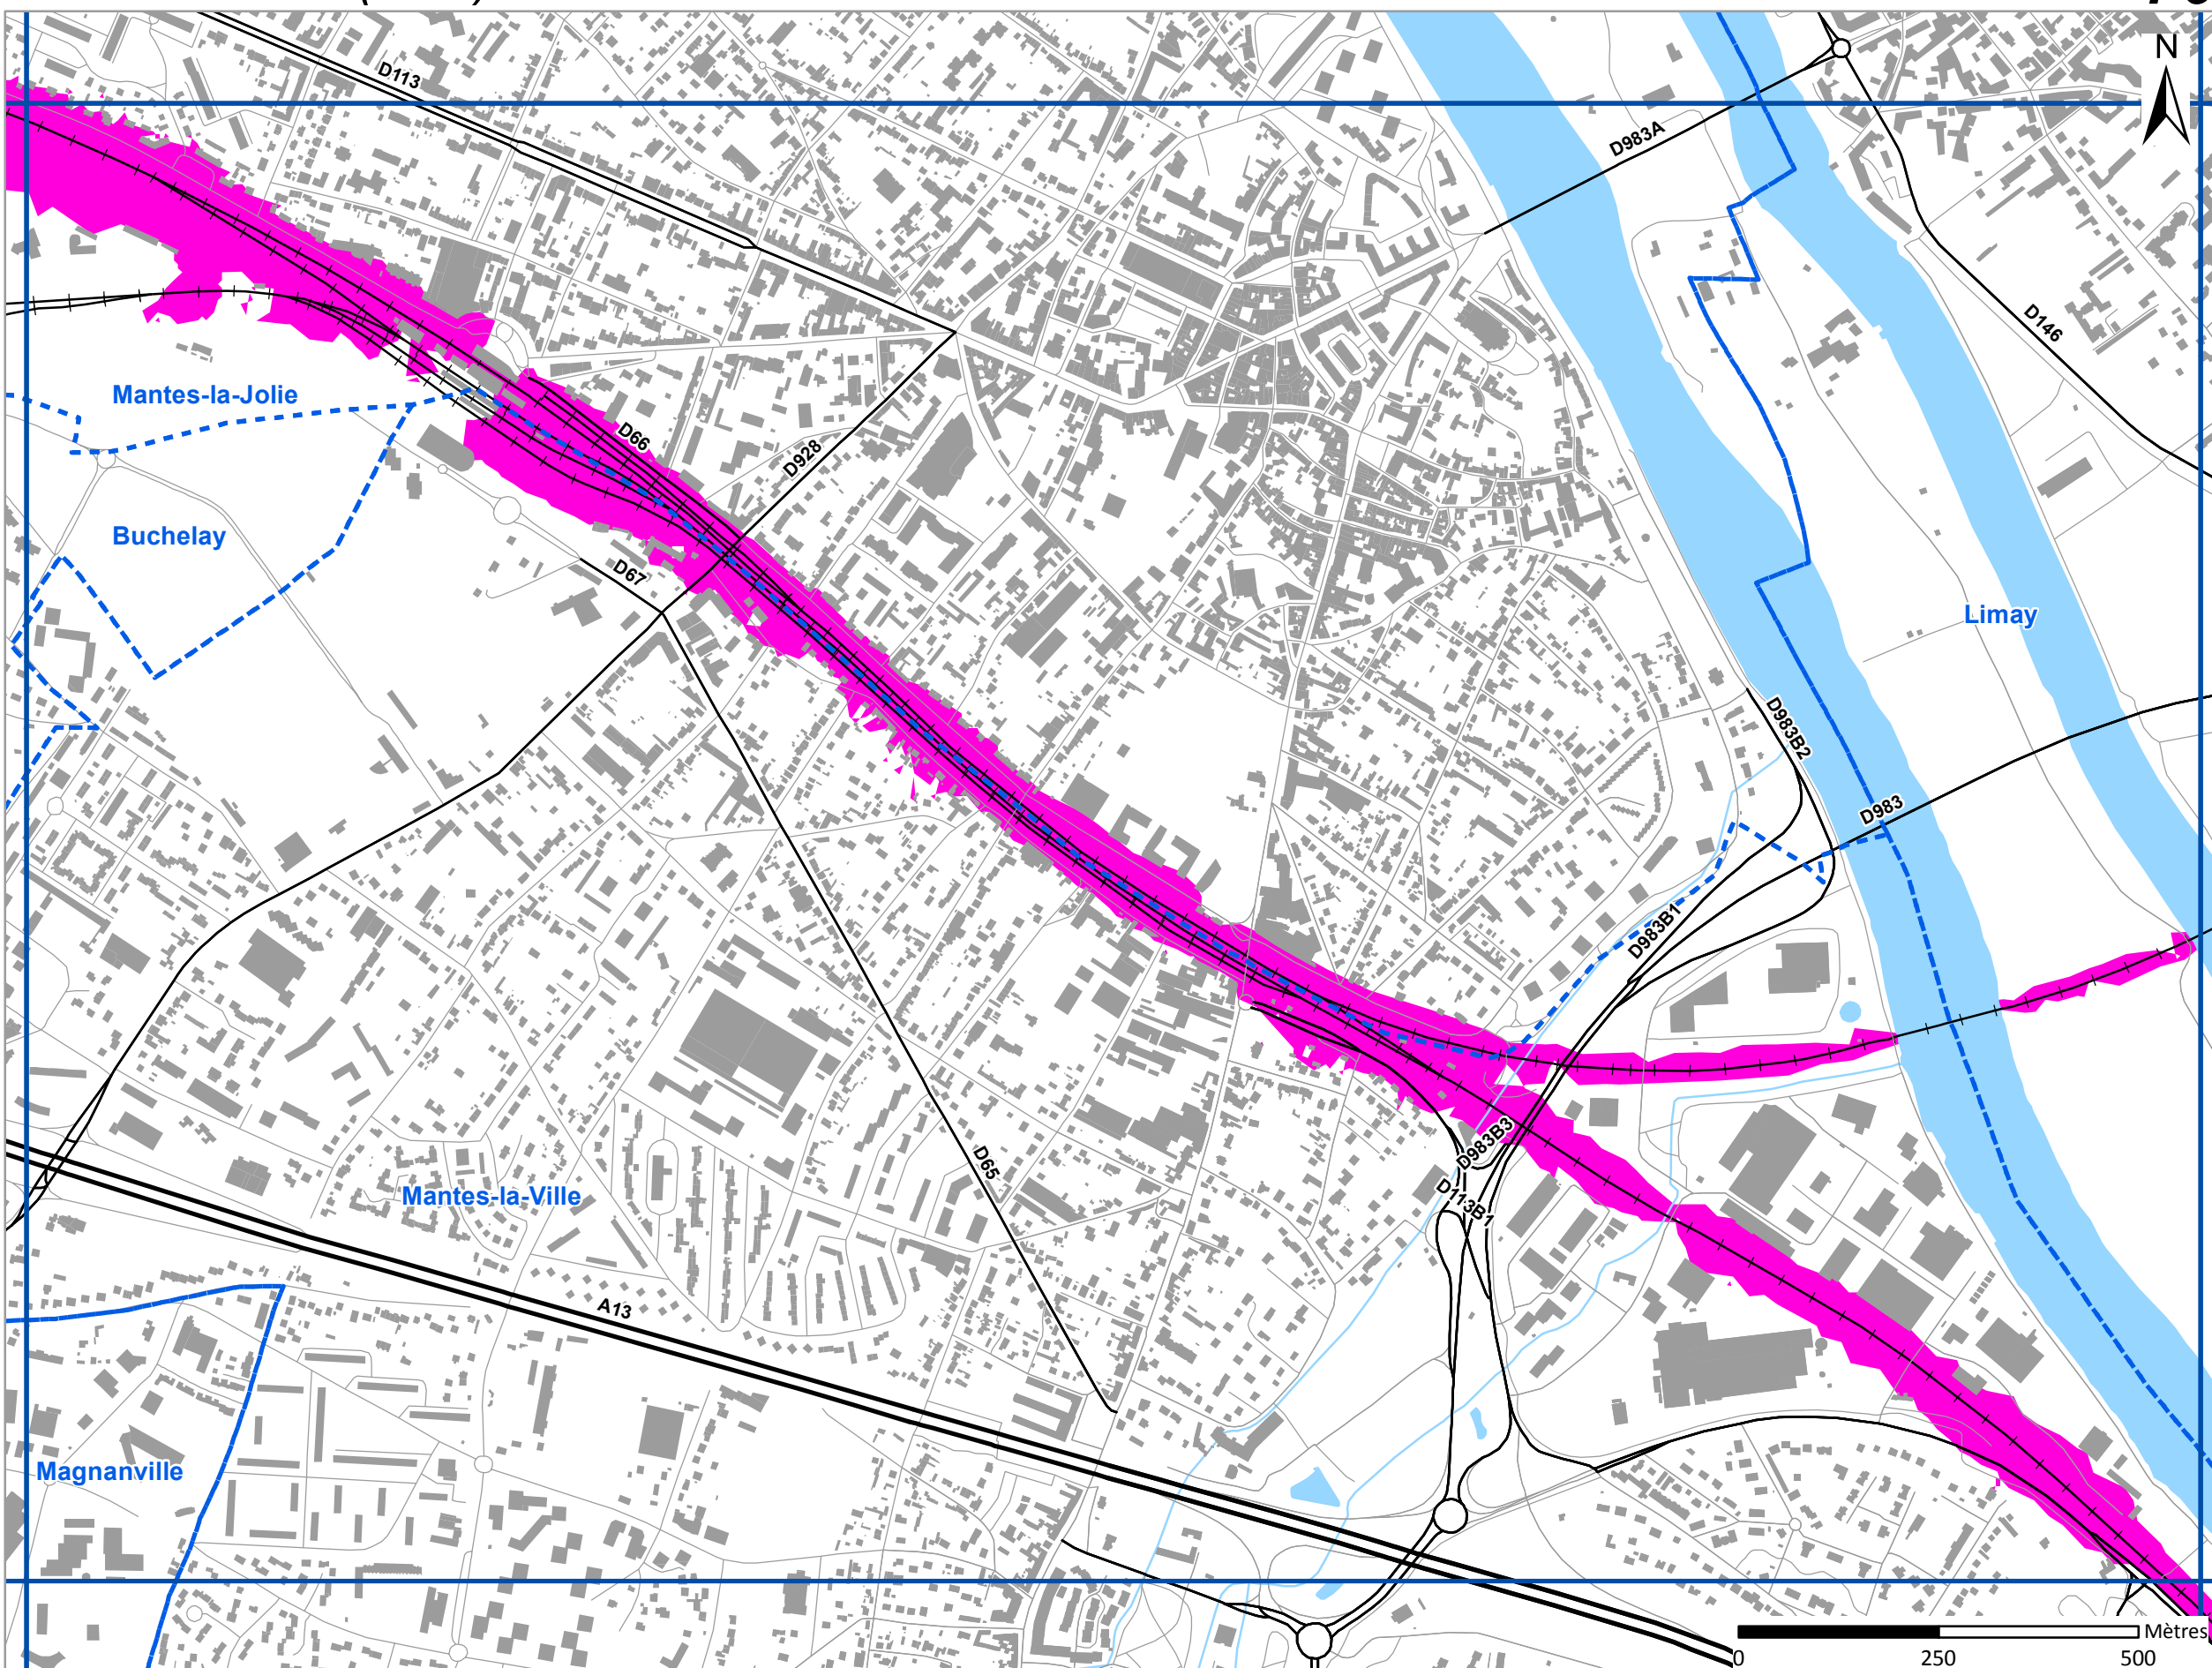 N
D113
D983A
D146
Mantes-la-Jolie
D66
D928
Buchelay
D67
Limay
D983B2
D983
D983B1
D983B3
D65
D113B1
Mantes-la-Ville
A13
Magnanville
Mètres
0 250 500